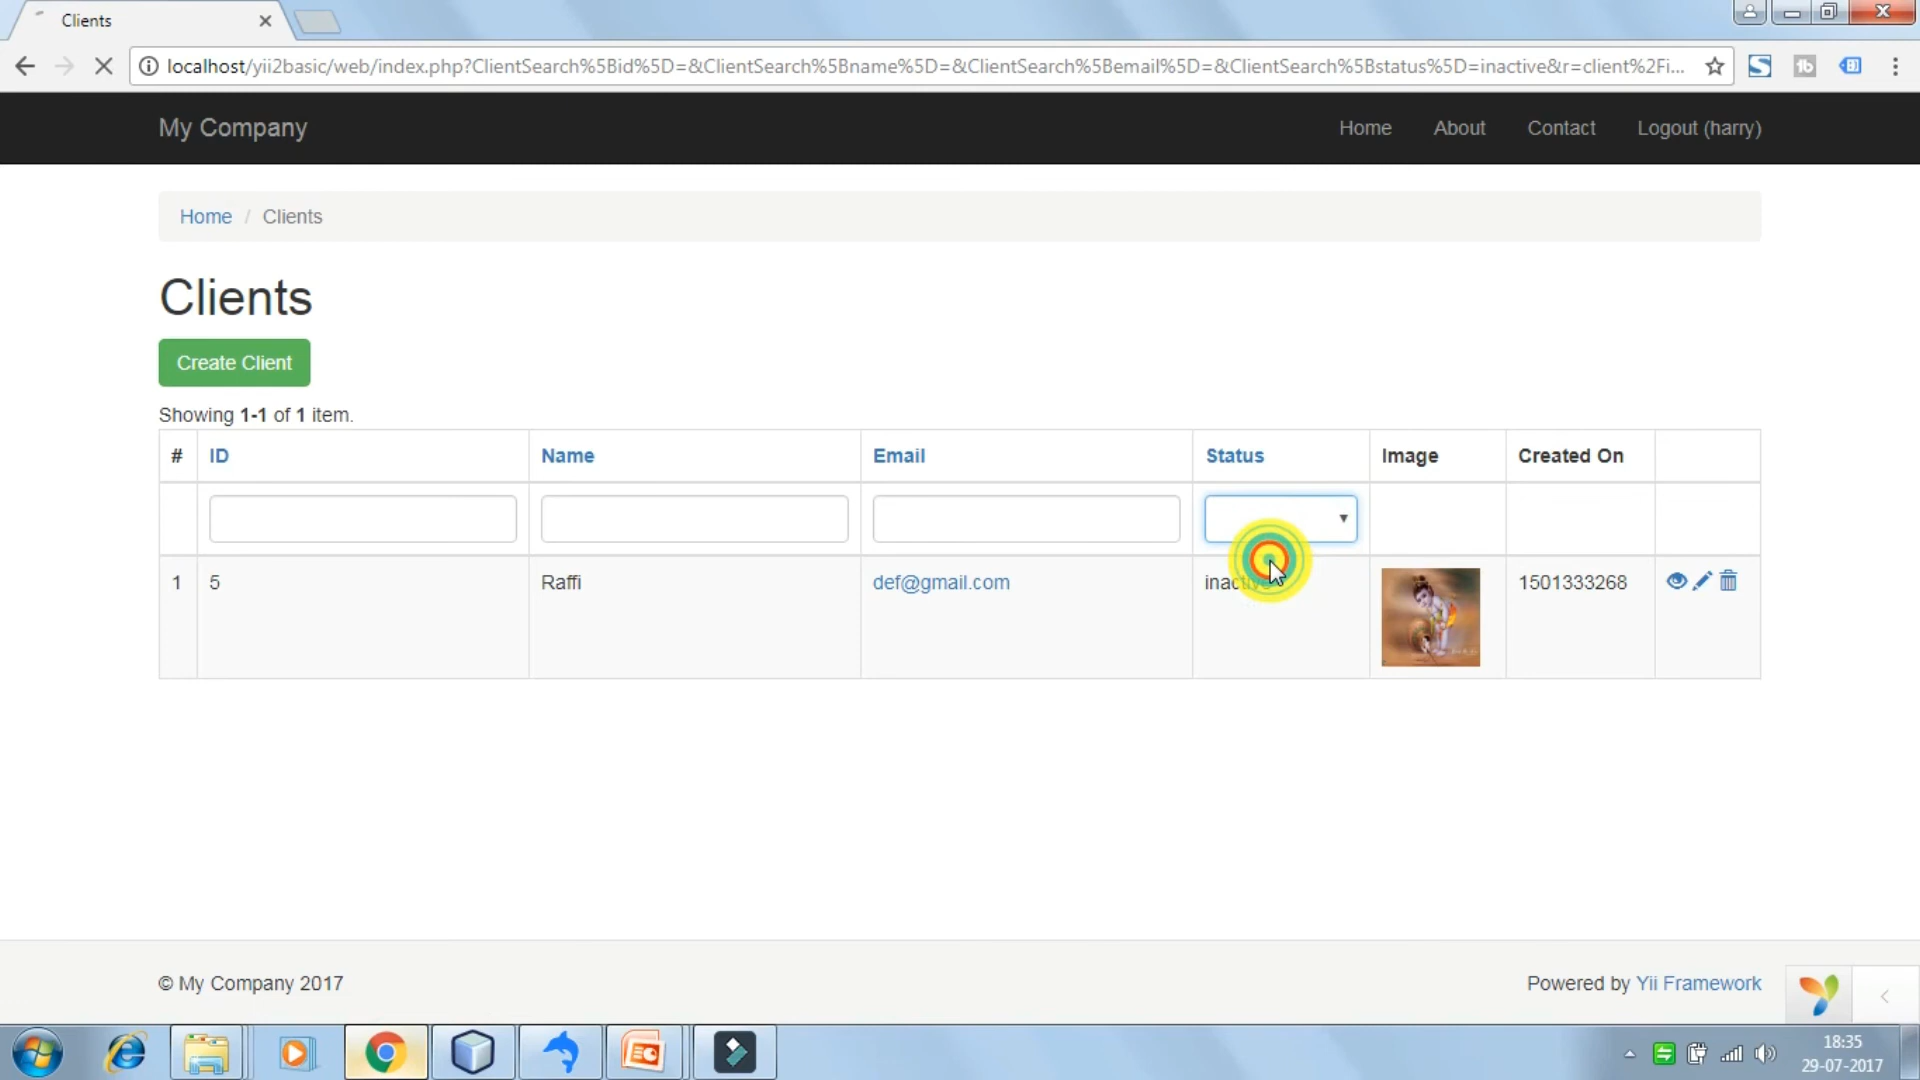 Clients
localhost/yii2basic/web/index.php?ClientSearch%5Bid%5D=&ClientSearch%5Bname%5D=&ClientSearch%5Bemail%5D=&ClientSearch%5Bstatus%5D=inactive&r=client%2Fi...
My Company
Home About Contact Logout (harry)
Home / Clients
Clients
Create Client
Showing 1-1 of 1 item.
# ID Name Email Status Image Created On
1 5 Raffi def@gmail.com inactive 1501333268
© My Company 2017
Powered by Yii Framework
18:35
29-07-2017